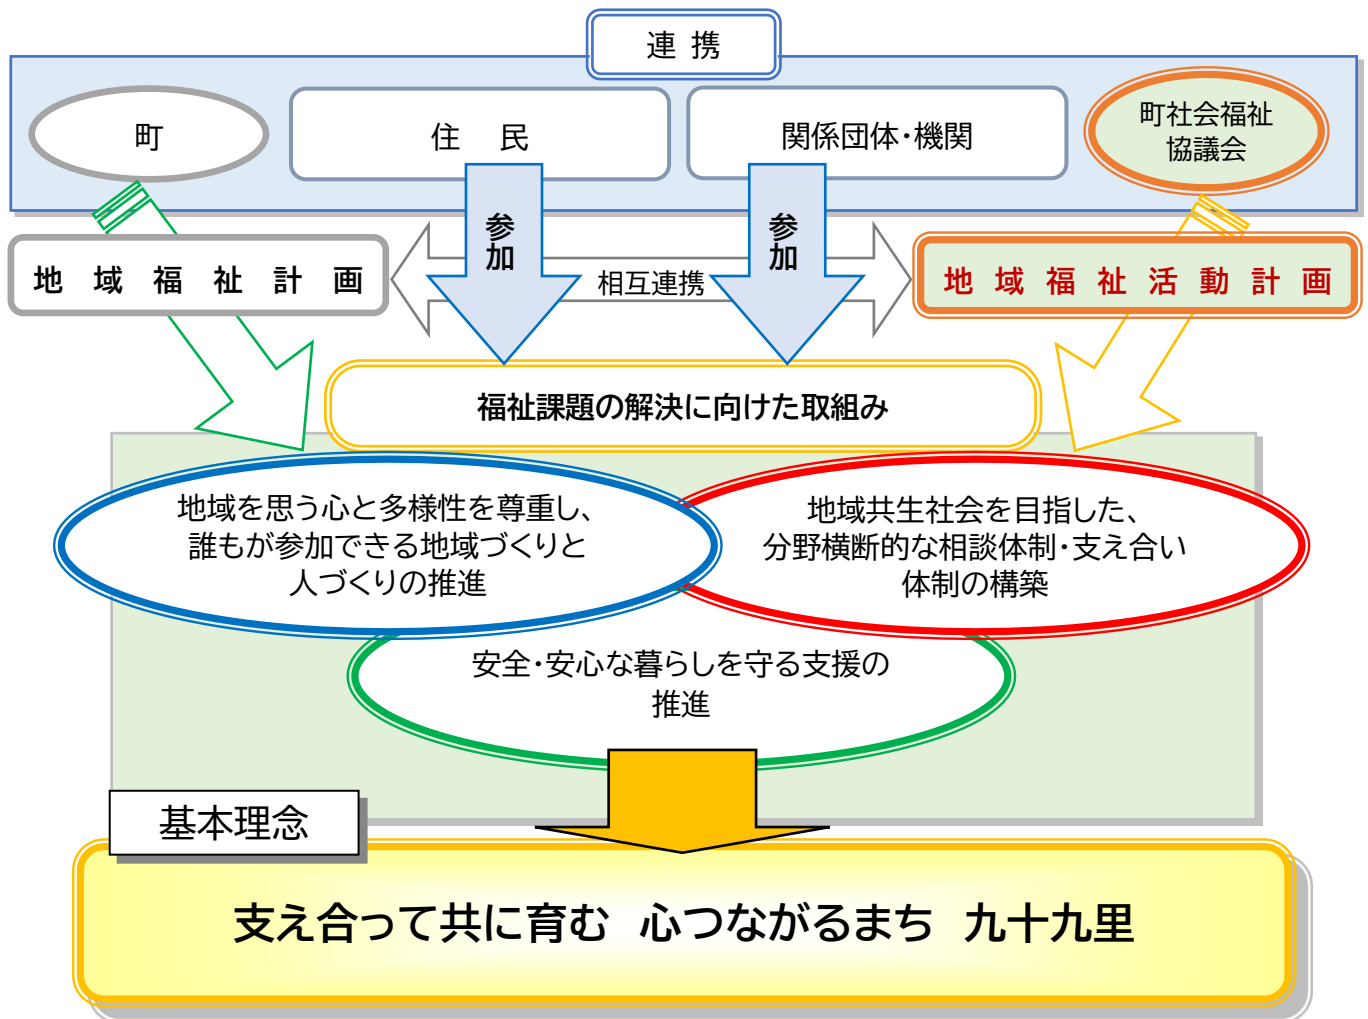 連 携
町
住　民
関係団体・機関
町社会福祉
協議会
参加
参加
地 域 福 祉 計 画
相互連携
地 域 福 祉 活 動 計 画
福祉課題の解決に向けた取組み
地域を思う心と多様性を尊重し、
誰もが参加できる地域づくりと
人づくりの推進
地域共生社会を目指した、
分野横断的な相談体制・支え合い
体制の構築
安全・安心な暮らしを守る支援の
推進
基本理念
支え合って共に育む　心つながるまち　九十九里